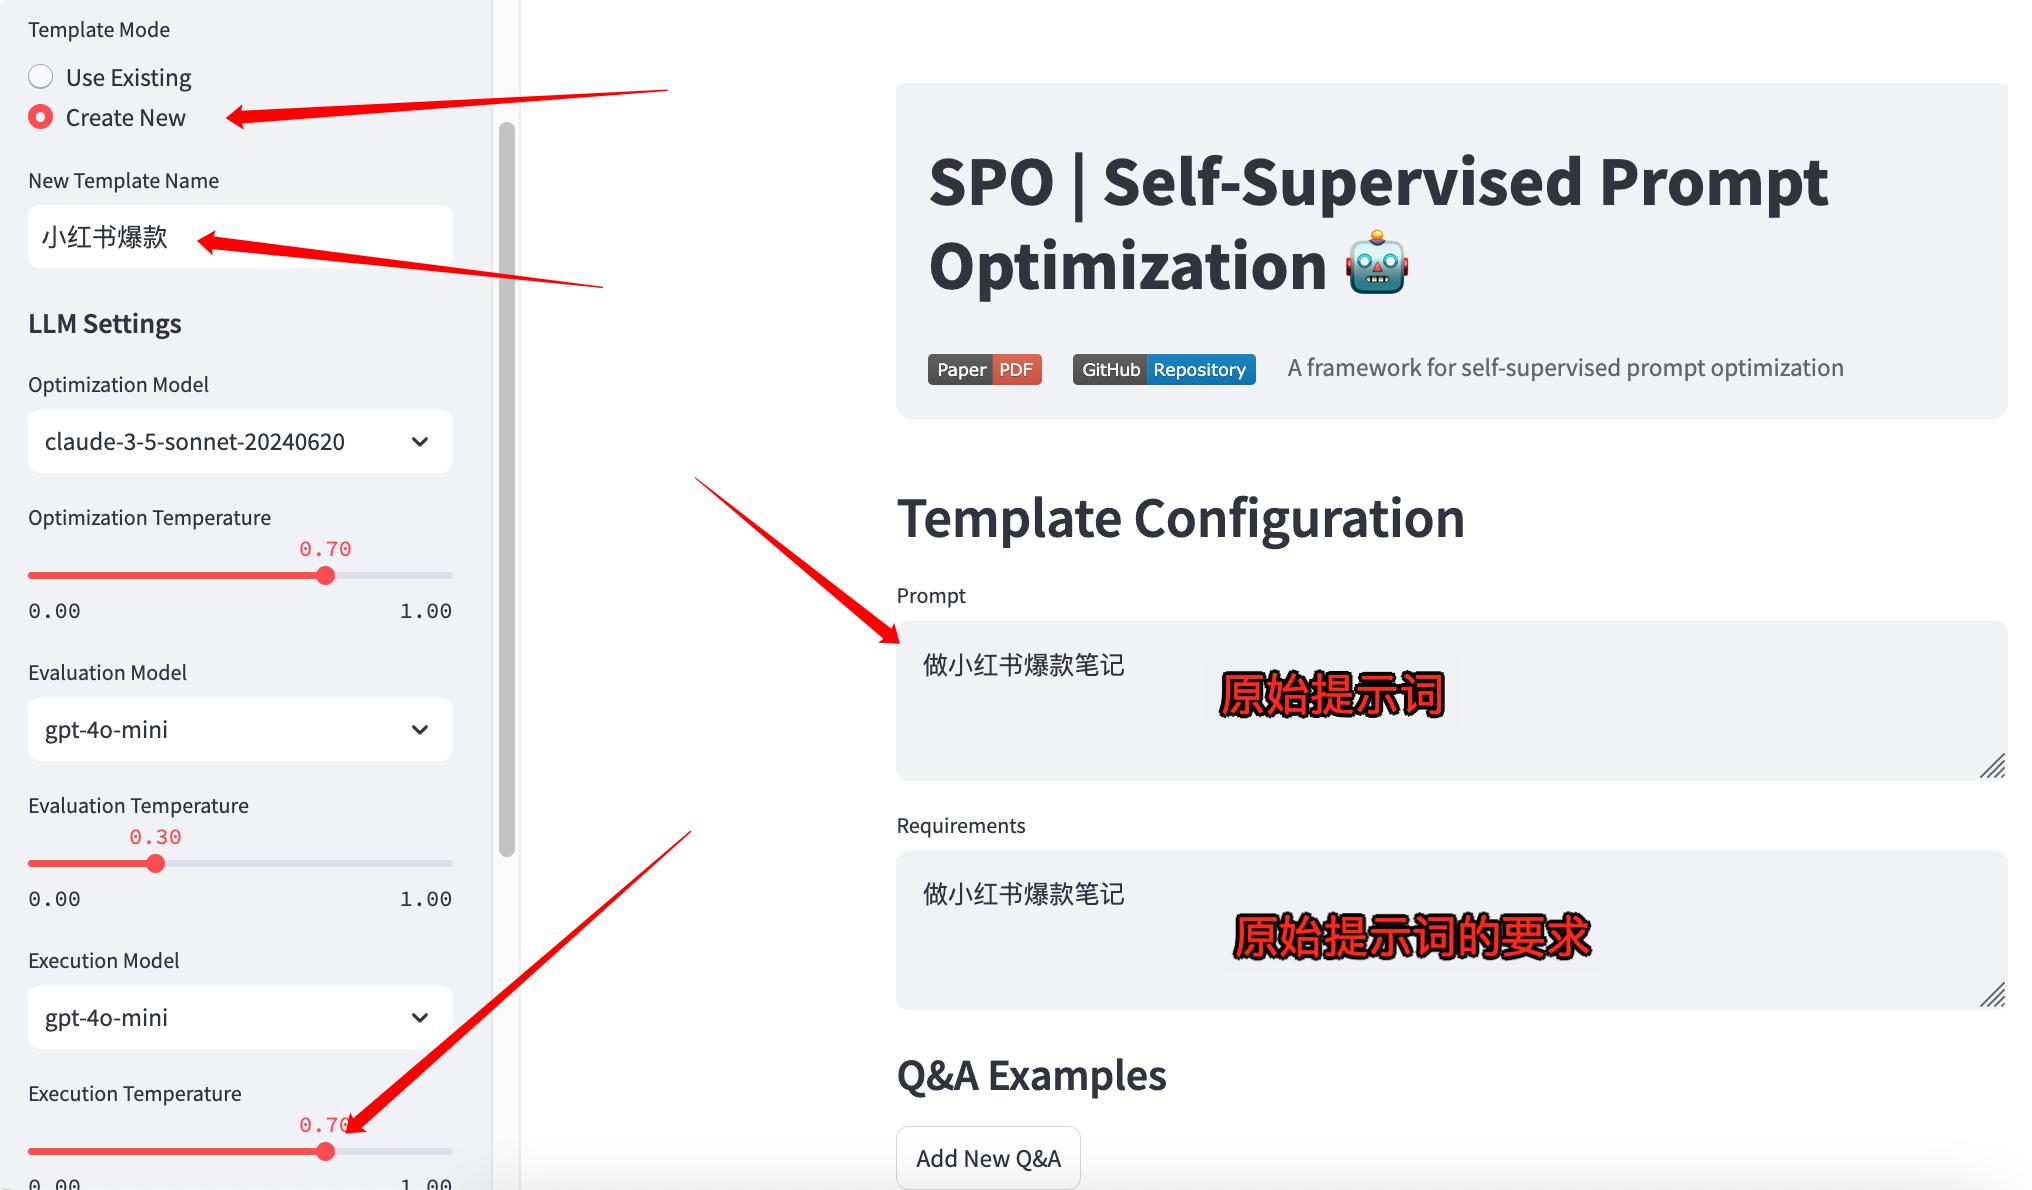 Template Mode
Use Existing
Create New
New Template Name
小红书爆款
LLM Settings
Optimization Model
claude-3-5-sonnet-20240620
Optimization Temperature
0.70
0.00 1.00
Evaluation Model
gpt-4o-mini
Evaluation Temperature
0.30
0.00 1.00
Execution Model
gpt-4o-mini
Execution Temperature
0.70
0.00 1.00
SPO | Self-Supervised Prompt
Optimization
Paper PDF GitHub Repository A framework for self-supervised prompt optimization
Template Configuration
Prompt
做小红书爆款笔记
原始提示词
Requirements
做小红书爆款笔记
原始提示词的要求
Q&A Examples
Add New Q&A